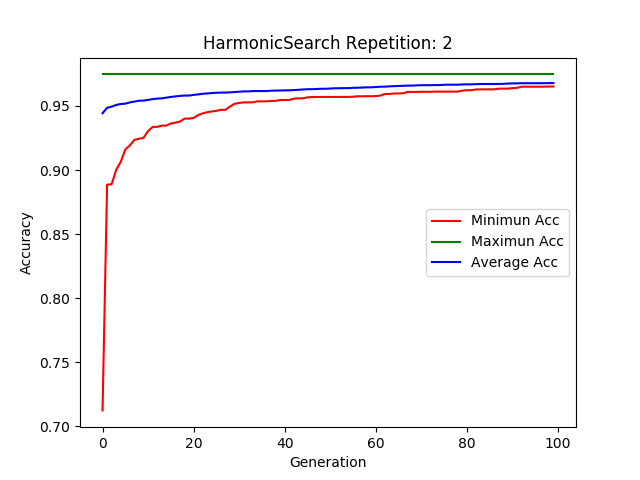 HarmonicSearch Repetition: 2
0.95
0.90
0.85
0.80
0.75
0.70
Accuracy
Minimun Acc
Maximun Acc
Average Acc
0 20 40 60 80 100
Generation